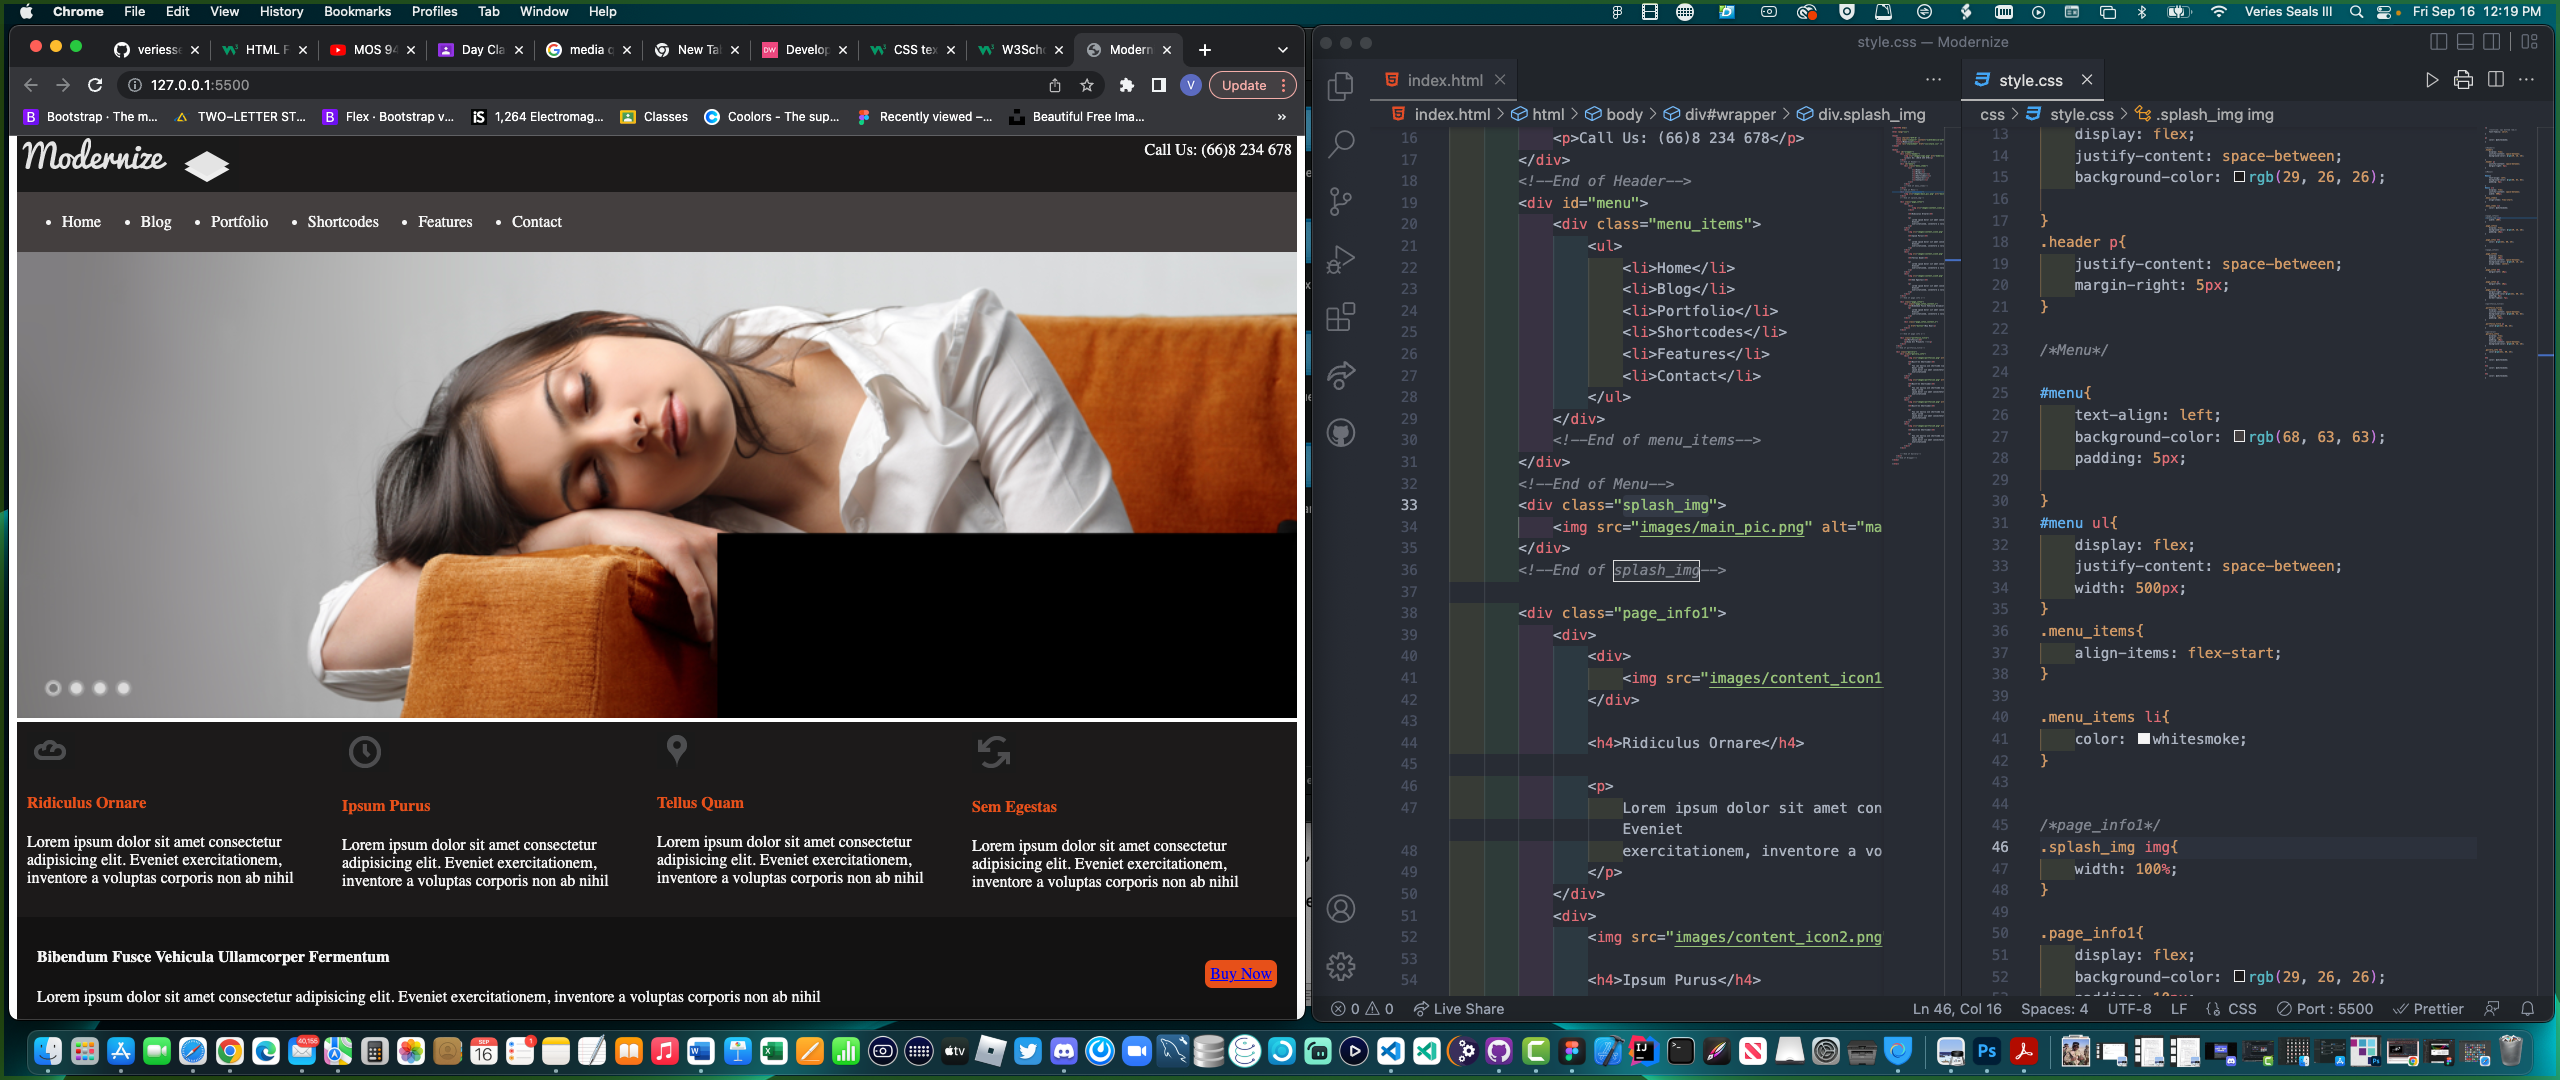 Chrome File Edit View History Bookmarks Profiles Tab Window Help
Veries Seals III Fri Sep 16 12:19 PM
veriesse HTML F MOS 94 Day Cla media q New Tab Develop CSS tex W3Scho Modern
127.0.0.1:5500
Update
Bootstrap · The m... TWO-LETTER ST... Flex · Bootstrap v... 1,264 Electromag... Classes Coolors - The sup... Recently viewed –... Beautiful Free Ima... »
Modernize
Call Us: (66)8 234 678
Home Blog Portfolio Shortcodes Features Contact
Ridiculus Ornare
Lorem ipsum dolor sit amet consectetur
adipisicing elit. Eveniet exercitationem,
inventore a voluptas corporis non ab nihil
Ipsum Purus
Lorem ipsum dolor sit amet consectetur
adipisicing elit. Eveniet exercitationem,
inventore a voluptas corporis non ab nihil
Tellus Quam
Lorem ipsum dolor sit amet consectetur
adipisicing elit. Eveniet exercitationem,
inventore a voluptas corporis non ab nihil
Sem Egestas
Lorem ipsum dolor sit amet consectetur
adipisicing elit. Eveniet exercitationem,
inventore a voluptas corporis non ab nihil
Bibendum Fusce Vehicula Ullamcorper Fermentum
Buy Now
Lorem ipsum dolor sit amet consectetur adipisicing elit. Eveniet exercitationem, inventore a voluptas corporis non ab nihil
style.css — Modernize
index.html
index.html > html > body > div#wrapper > div.splash_img
16 <p>Call Us: (66)8 234 678</p>
17 </div>
18 <!--End of Header-->
19 <div id="menu">
20 <div class="menu_items">
21 <ul>
22 <li>Home</li>
23 <li>Blog</li>
24 <li>Portfolio</li>
25 <li>Shortcodes</li>
26 <li>Features</li>
27 <li>Contact</li>
28 </ul>
29 </div>
30 <!--End of menu_items-->
31 </div>
32 <!--End of Menu-->
33 <div class="splash_img">
34 <img src="images/main_pic.png" alt="ma
35 </div>
36 <!--End of splash_img-->
37
38 <div class="page_info1">
39 <div>
40 <div>
41 <img src="images/content_icon1
42 </div>
43
44 <h4>Ridiculus Ornare</h4>
45
46 <p>
47 Lorem ipsum dolor sit amet con
Eveniet
48 exercitationem, inventore a vo
49 </p>
50 </div>
51 <div>
52 <img src="images/content_icon2.png
53
54 <h4>Ipsum Purus</h4>
style.css
css > style.css > .splash_img img
13 display: flex;
14 justify-content: space-between;
15 background-color: rgb(29, 26, 26);
16
17 }
18 .header p{
19 justify-content: space-between;
20 margin-right: 5px;
21 }
22
23 /*Menu*/
24
25 #menu{
26 text-align: left;
27 background-color: rgb(68, 63, 63);
28 padding: 5px;
29
30 }
31 #menu ul{
32 display: flex;
33 justify-content: space-between;
34 width: 500px;
35 }
36 .menu_items{
37 align-items: flex-start;
38 }
39
40 .menu_items li{
41 color: whitesmoke;
42 }
43
44
45 /*page_info1*/
46 .splash_img img{
47 width: 100%;
48 }
49
50 .page_info1{
51 display: flex;
52 background-color: rgb(29, 26, 26);
0 0 Live Share Ln 46, Col 16 Spaces: 4 UTF-8 LF {} CSS Port : 5500 Prettier